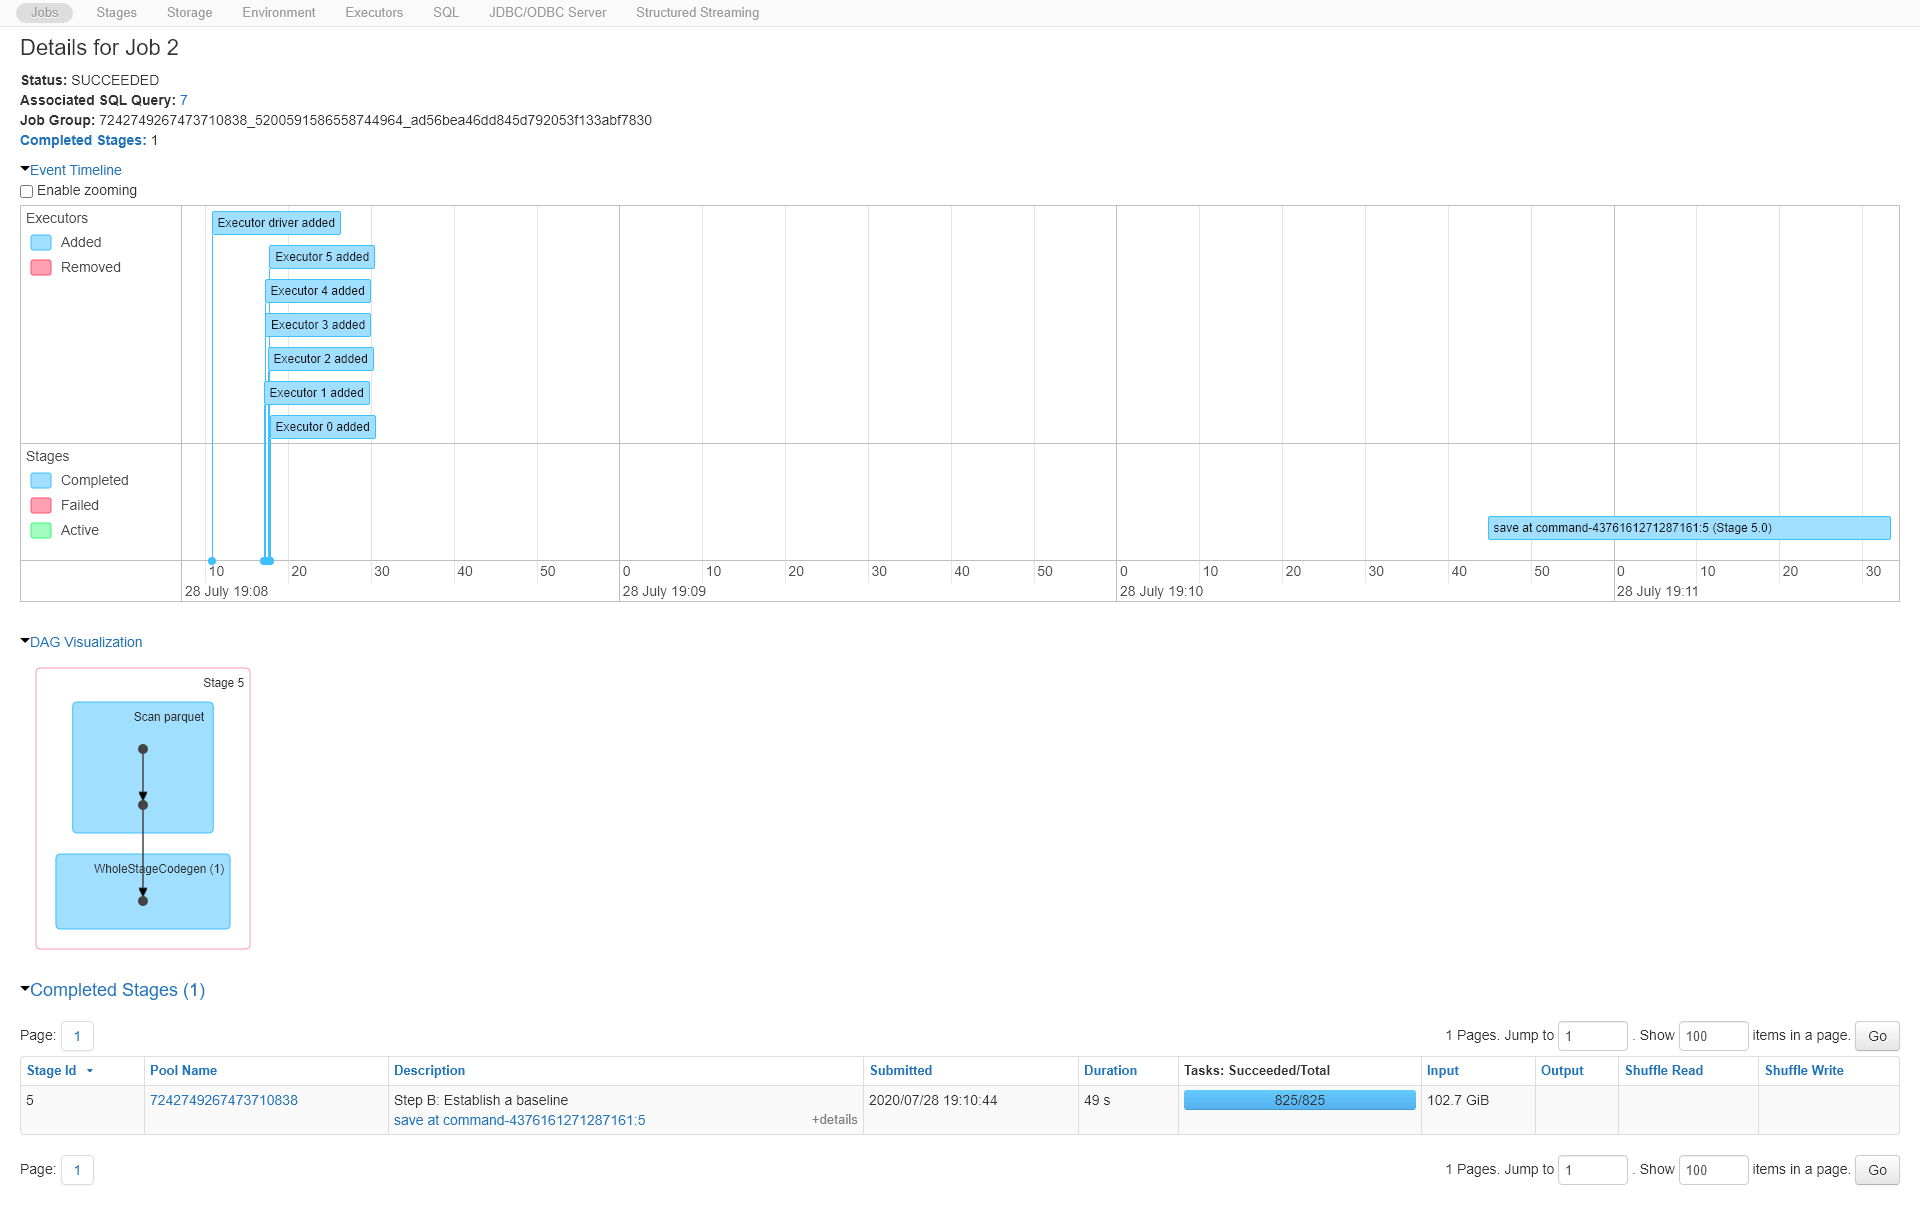 Jobs Stages Storage Environment Executors SQL JDBC/ODBC Server Structured Streaming
Details for Job 2
Status: SUCCEEDED
Associated SQL Query: 7
Job Group: 7242749267473710838_5200591586558744964_ad56bea46dd845d792053f133abf7830
Completed Stages: 1
Event Timeline
Enable zooming
Executors
Added
Removed
Executor driver added
Executor 5 added
Executor 4 added
Executor 3 added
Executor 2 added
Executor 1 added
Executor 0 added
Stages
Completed
Failed
Active
save at command-4376161271287161:5 (Stage 5.0)
10 20 30 40 50 0 10 20 30 40 50 0 10 20 30 40 50 0 10 20 30
28 July 19:08 28 July 19:09 28 July 19:10 28 July 19:11
DAG Visualization
Stage 5
Scan parquet
WholeStageCodegen (1)
Completed Stages (1)
Page: 1 1 Pages. Jump to 1 . Show 100 items in a page. Go
Stage Id Pool Name Description Submitted Duration Tasks: Succeeded/Total Input Output Shuffle Read Shuffle Write
5 7242749267473710838 Step B: Establish a baseline 2020/07/28 19:10:44 49 s 825/825 102.7 GiB
save at command-4376161271287161:5 +details
Page: 1 1 Pages. Jump to 1 . Show 100 items in a page. Go